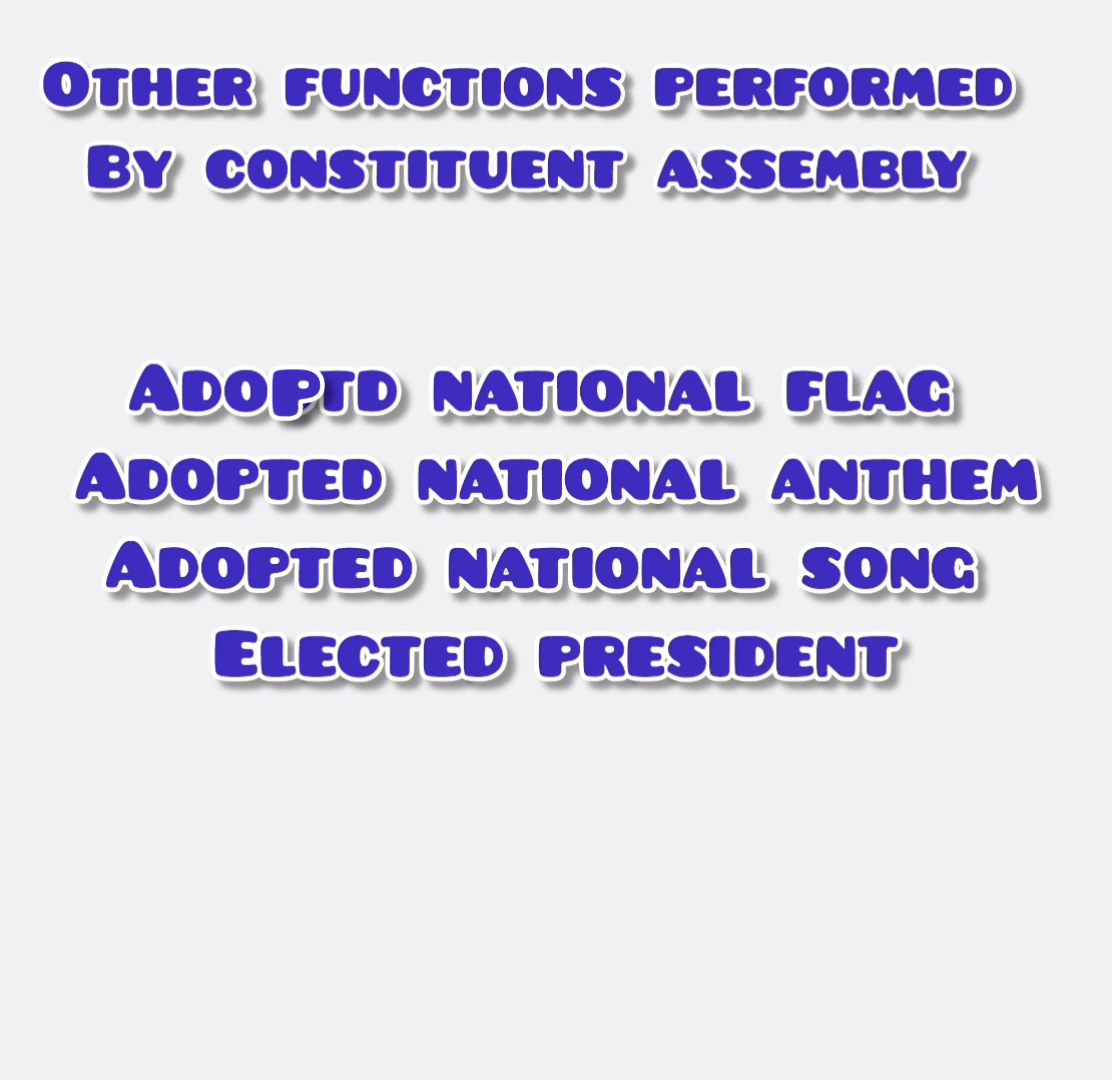 Other functions performed
By constituent assembly
Adoptd national flag
Adopted national anthem
Adopted national song
Elected president